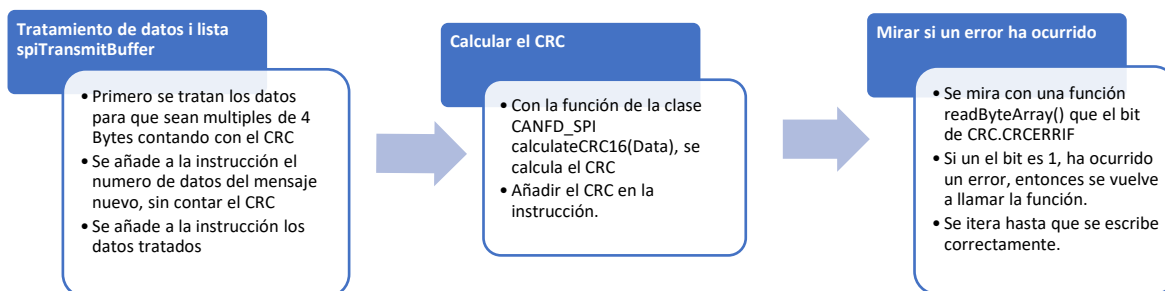 Tratamiento de datos i lista
spiTransmitBuffer
• Primero se tratan los datos
para que sean multiples de 4
Bytes contando con el CRC
• Se añade a la instrucción el
numero de datos del mensaje
nuevo, sin contar el CRC
• Se añade a la instrucción los
datos tratados
Calcular el CRC
• Con la función de la clase
CANFD_SPI
calculateCRC16(Data), se
calcula el CRC
• Añadir el CRC en la
instrucción.
Mirar si un error ha ocurrido
• Se mira con una función
readByteArray() que el bit
de CRC.CRCERRIF
• Si un el bit es 1, ha ocurrido
un error, entonces se vuelve
a llamar la función.
• Se itera hasta que se escribe
correctamente.